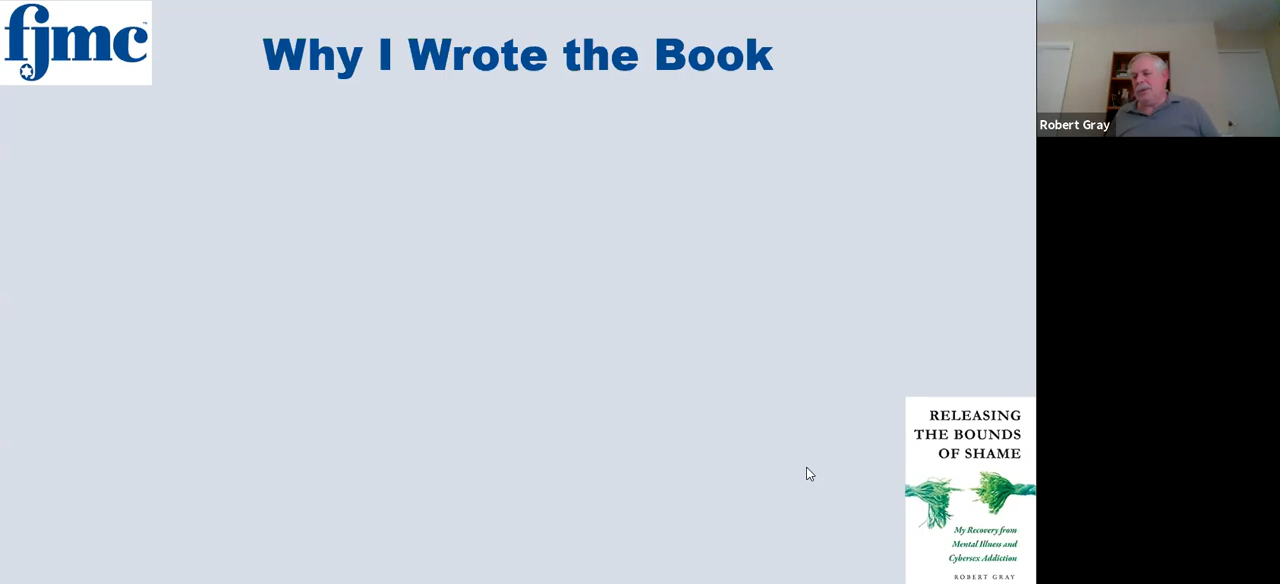 fjmc
Why I Wrote the Book
Robert Gray
RELEASING
THE BOUNDS
OF SHAME
My Recovery from
Mental Illness and
Cybersex Addiction
ROBERT GRAY